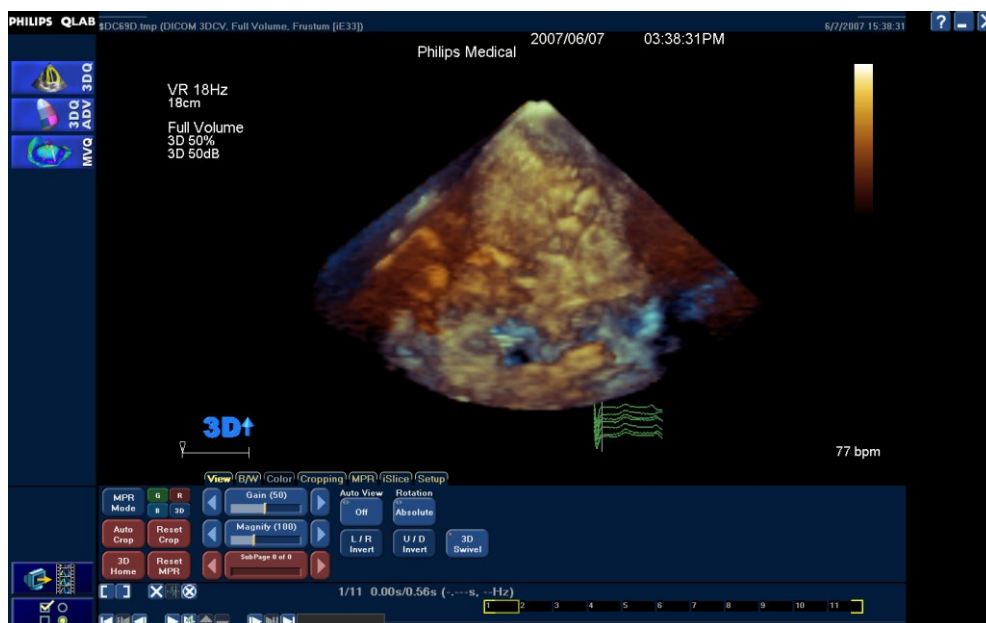 PHILIPS QLAB
$DC69D.tmp (DICOM 3DCV, Full Volume, Frustum [iE33])
6/7/2007 15:38:31
?
2007/06/07 03:38:31PM
Philips Medical
3DQ
3DQ ADV
MVQ
VR 18Hz
18cm
Full Volume
3D 50%
3D 50dB
3D
77 bpm
View B/W Color Cropping MPR iSlice Setup
MPR Mode
G R
B 3D
Gain (50)
Auto View
Off
Rotation
Absolute
Auto Crop
Reset Crop
Magnify (100)
L / R Invert
U / D Invert
3D Swivel
3D Home
Reset MPR
SubPage 0 of 0
1/11 0.00s/0.56s (-.---s, --Hz)
1 2 3 4 5 6 7 8 9 10 11